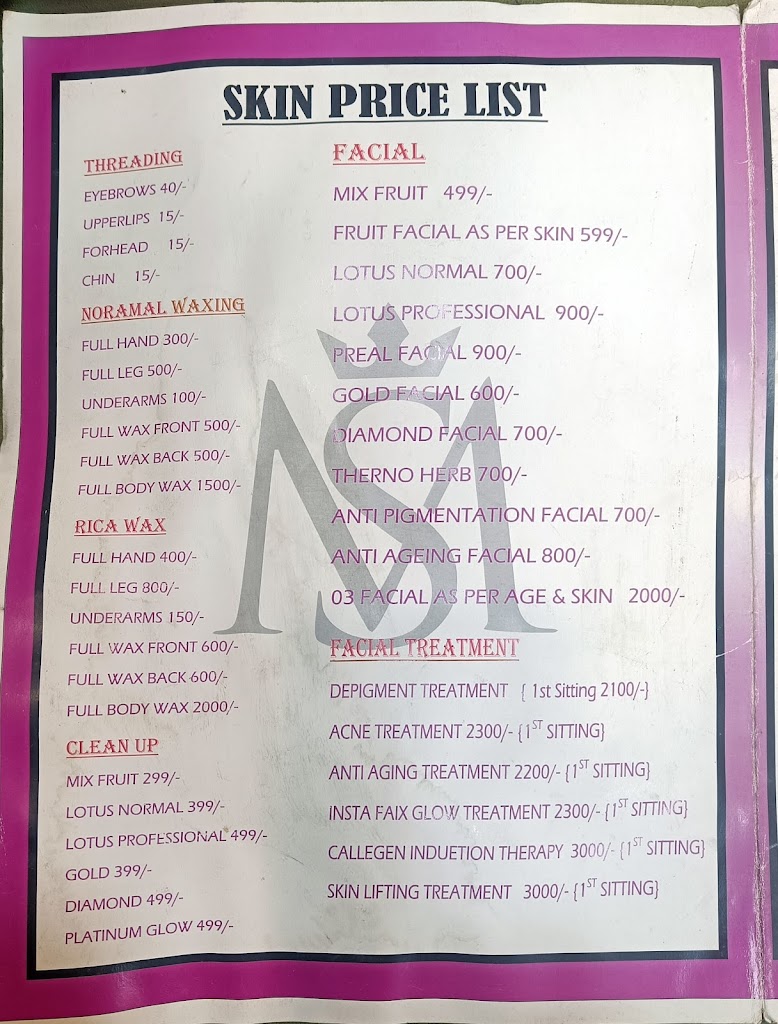 SKIN PRICE LIST
THREADING
EYEBROWS 40/-
UPPERLIPS 15/-
FORHEAD 15/-
CHIN 15/-
NORAMAL WAXING
FULL HAND 300/-
FULL LEG 500/-
UNDERARMS 100/-
FULL WAX FRONT 500/-
FULL WAX BACK 500/-
FULL BODY WAX 1500/-
RICA WAX
FULL HAND 400/-
FULL LEG 800/-
UNDERARMS 150/-
FULL WAX FRONT 600/-
FULL WAX BACK 600/-
FULL BODY WAX 2000/-
CLEAN UP
MIX FRUIT 299/-
LOTUS NORMAL 399/-
LOTUS PROFESSIONAL 499/-
GOLD 399/-
DIAMOND 499/-
PLATINUM GLOW 499/-
FACIAL
MIX FRUIT 499/-
FRUIT FACIAL AS PER SKIN 599/-
LOTUS NORMAL 700/-
LOTUS PROFESSIONAL 900/-
PREAL FACIAL 900/-
GOLD FACIAL 600/-
DIAMOND FACIAL 700/-
THERNO HERB 700/-
ANTI PIGMENTATION FACIAL 700/-
ANTI AGEING FACIAL 800/-
03 FACIAL AS PER AGE & SKIN 2000/-
FACIAL TREATMENT
DEPIGMENT TREATMENT { 1st Sitting 2100/-}
ACNE TREATMENT 2300/- {1ST SITTING}
ANTI AGING TREATMENT 2200/- {1ST SITTING}
iNSTA FAIX GLOW TREATMENT 2300/- {1ST SITTING}
CALLEGEN INDUETION THERAPY 3000/- {1ST SITTING}
SKIN LIFTING TREATMENT 3000/- {1ST SITTING}
MS